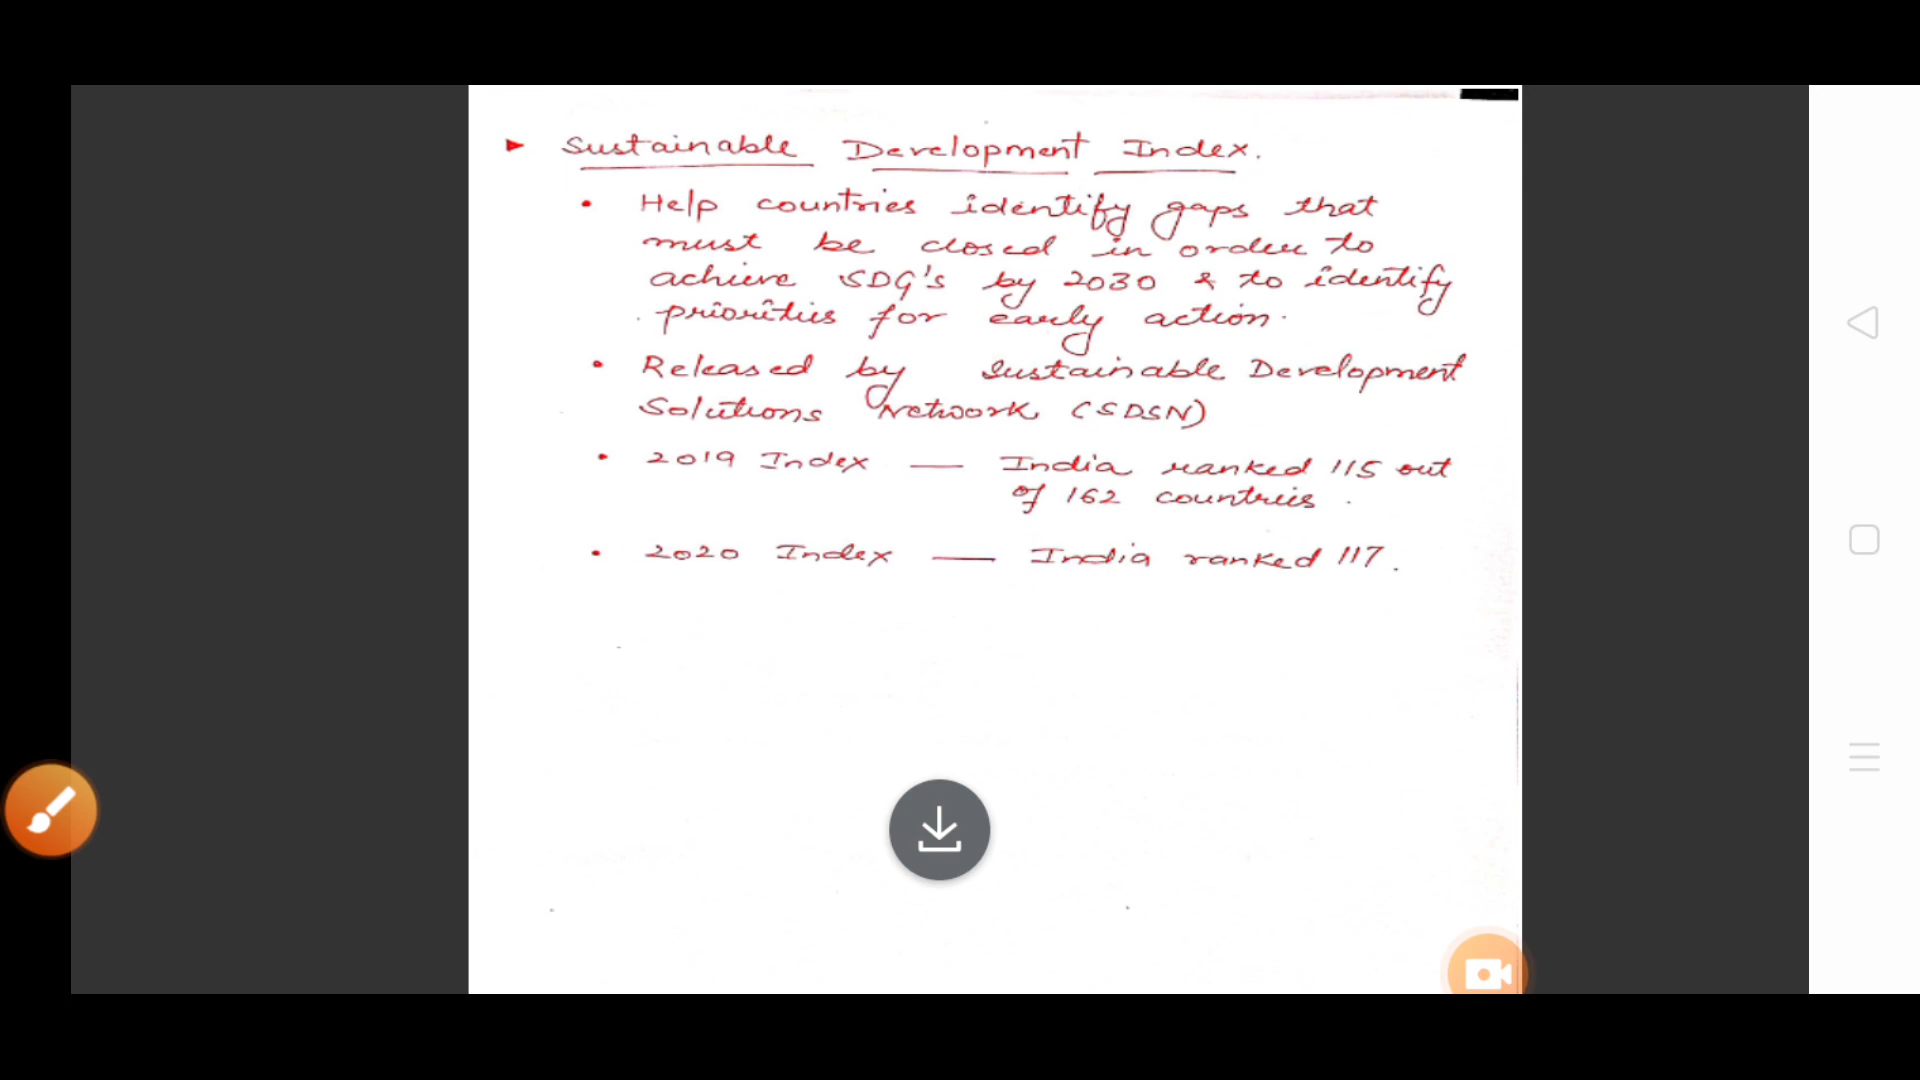 ► Sustainable Development Index.
• Help countries identify gaps that
must be closed in order to
achieve SDG's by 2030 & to identify
priorities for early action.
• Released by Sustainable Development
Solutions Network (SDSN)
• 2019 Index — India ranked 115 out
of 162 countries.
• 2020 Index — India ranked 117.